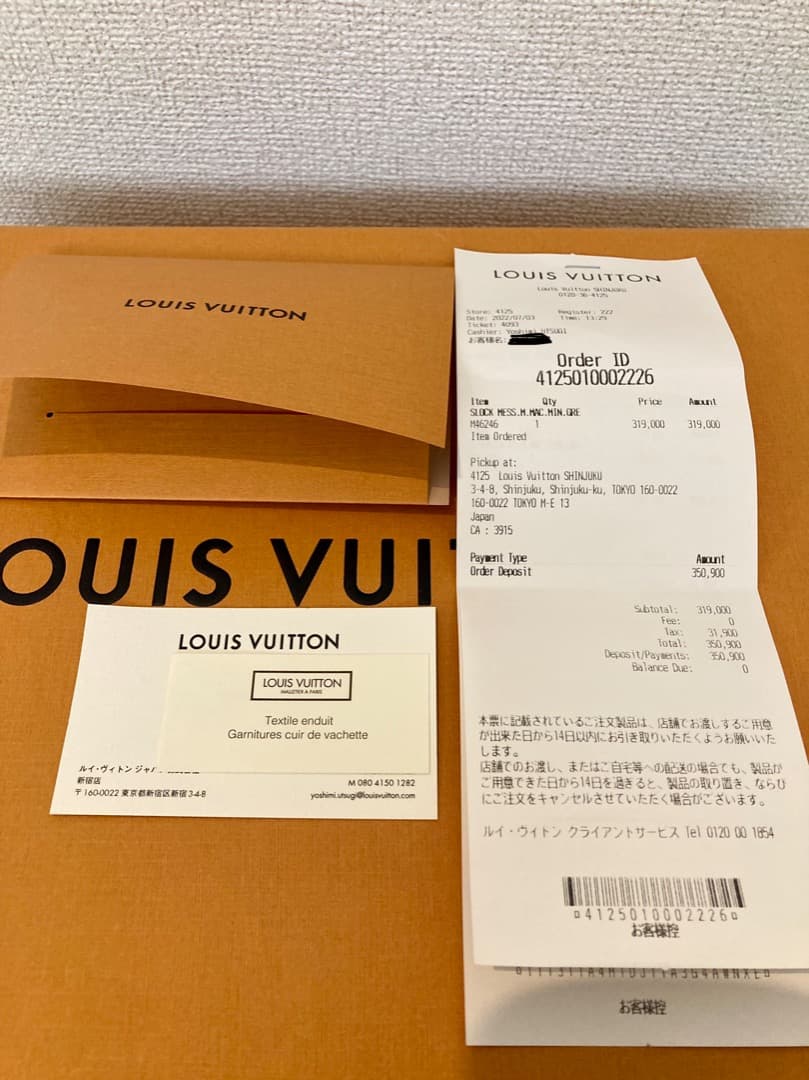 LOUIS VUITTON
OUIS VUI
LOUIS VUITTON
LOUIS VUITTON
MALLETIER A PARIS
Textile enduit
Garnitures cuir de vachette
ルイ・ヴィトン ジャパ
新宿店
〒160-0022 東京都新宿区新宿3-4-8
M 080 4150 1282
yoshimi.utsugi@louisvuitton.com
LOUIS VUITTON
Louis Vuitton SHINJUKU
0120-36-4125
Store: 4125 Register: 222
Date: 2022/07/03 Time: 13:29
Ticket: 4093
Cashier: Yoshimi UTSUGI
お客様名:
Order ID
4125010002226
Item Qty Price Amount
SLOCK MESS.M.MAC.MIN.GRE
M46246 1 319,000 319,000
Item Ordered
Pickup at:
4125 Louis Vuitton SHINJUKU
3-4-8, Shinjuku, Shinjuku-ku, TOKYO 160-0022
160-0022 TOKYO M-E 13
Japan
CA : 3915
Payment Type Amount
Order Deposit 350,900
Subtotal: 319,000
Fee: 0
Tax: 31,900
Total: 350,900
Deposit/Payments: 350,900
Balance Due: 0
本票に記載されているご注文製品は、店舗でお渡しするご用意
が出来た日から14日以内にお引き取りいただくようお願いいた
します。
店舗でのお渡し、またはご自宅等への配送の場合でも、製品が
ご用意できた日から14日を過ぎると、製品の取り置き、ならび
にご注文をキャンセルさせていただく場合がございます。
ルイ・ヴィトン クライアントサービス Tel 0120 00 1854
4125010002226
お客様控
お客様控